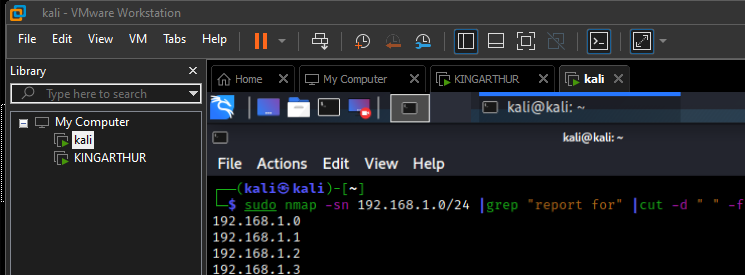 kali - VMware Workstation
File Edit View VM Tabs Help
Library
Type here to search
My Computer
kali
KINGARTHUR
Home My Computer KINGARTHUR kali
kali@kali: ~
kali@kali: ~
File Actions Edit View Help
(kali㉿kali)-[~]
$ sudo nmap -sn 192.168.1.0/24 |grep "report for" |cut -d " " -f
192.168.1.0
192.168.1.1
192.168.1.2
192.168.1.3